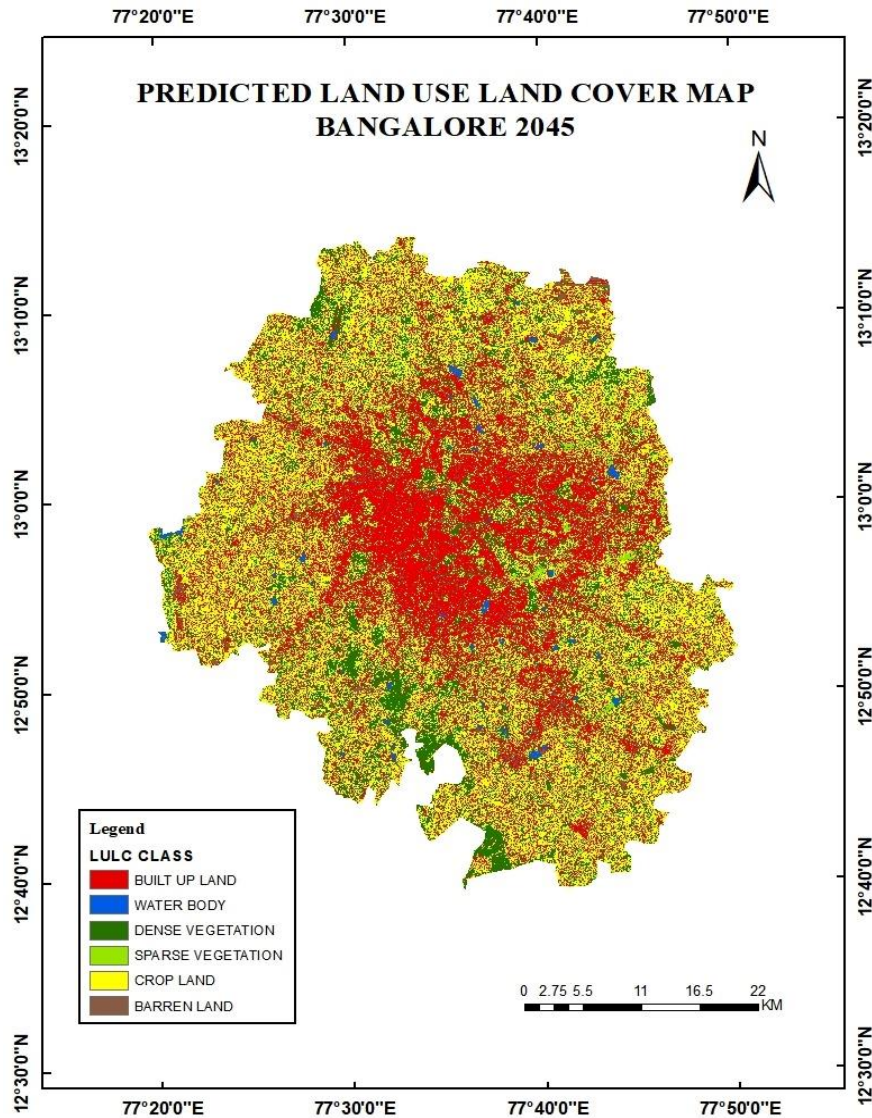 77°20'0"E 77°30'0"E 77°40'0"E 77°50'0"E
PREDICTED LAND USE LAND COVER MAP
BANGALORE 2045
N
13°20'0"N 13°20'0"N
13°10'0"N 13°10'0"N
13°0'0"N 13°0'0"N
12°50'0"N 12°50'0"N
12°40'0"N 12°40'0"N
12°30'0"N 12°30'0"N
Legend
LULC CLASS
BUILT UP LAND
WATER BODY
DENSE VEGETATION
SPARSE VEGETATION
CROP LAND
BARREN LAND
0 2.75 5.5 11 16.5 22
KM
77°20'0"E 77°30'0"E 77°40'0"E 77°50'0"E